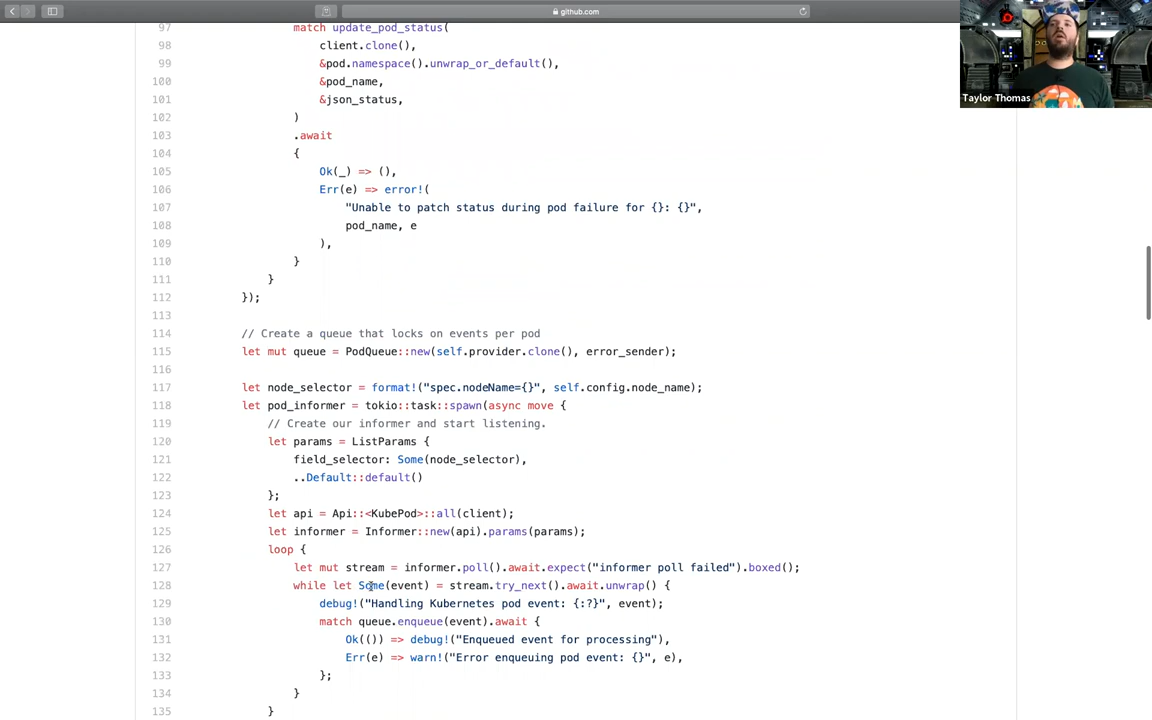 github.com
Taylor Thomas
97 match update_pod_status(
98 client.clone(),
99 &pod.namespace().unwrap_or_default(),
100 &pod_name,
101 &json_status,
102 )
103 .await
104 {
105 Ok(_) => (),
106 Err(e) => error!(
107 "Unable to patch status during pod failure for {}: {}",
108 pod_name, e
109 ),
110 }
111 }
112 });
113
114 // Create a queue that locks on events per pod
115 let mut queue = PodQueue::new(self.provider.clone(), error_sender);
116
117 let node_selector = format!("spec.nodeName={}", self.config.node_name);
118 let pod_informer = tokio::task::spawn(async move {
119 // Create our informer and start listening.
120 let params = ListParams {
121 field_selector: Some(node_selector),
122 ..Default::default()
123 };
124 let api = Api::<KubePod>::all(client);
125 let informer = Informer::new(api).params(params);
126 loop {
127 let mut stream = informer.poll().await.expect("informer poll failed").boxed();
128 while let Some(event) = stream.try_next().await.unwrap() {
129 debug!("Handling Kubernetes pod event: {:?}", event);
130 match queue.enqueue(event).await {
131 Ok(()) => debug!("Enqueued event for processing"),
132 Err(e) => warn!("Error enqueuing pod event: {}", e),
133 };
134 }
135 }